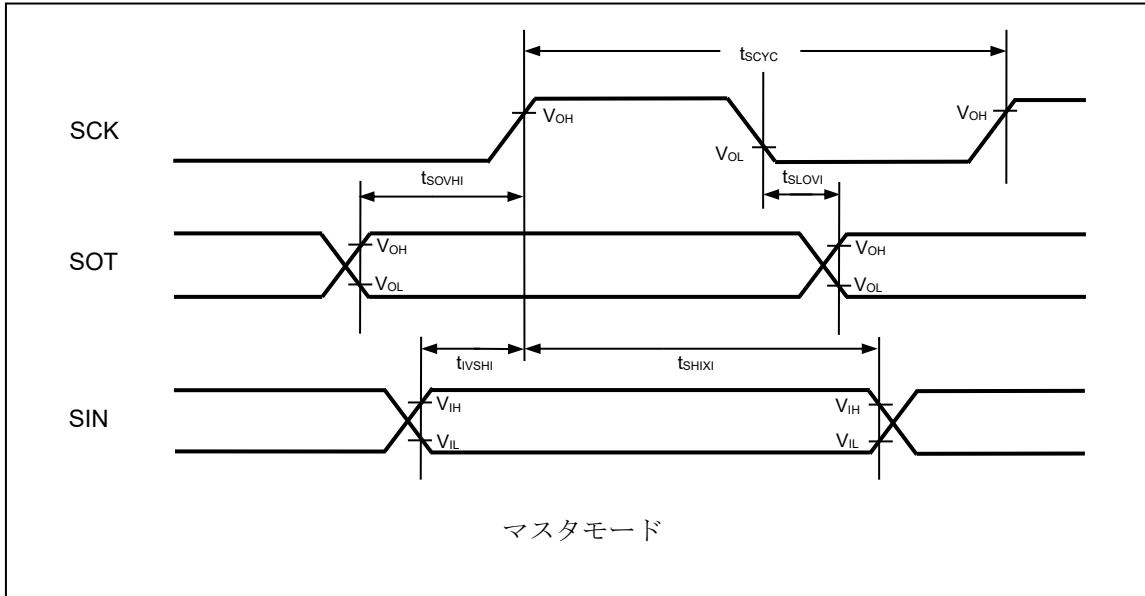 tSCYC
SCK
VOH
VOH
VOL
tSOVHI
tSLOVI
SOT
VOH
VOH
VOL
VOL
tIVSHI
tSHIXI
SIN
VIH
VIH
VIL
VIL
マスタモード